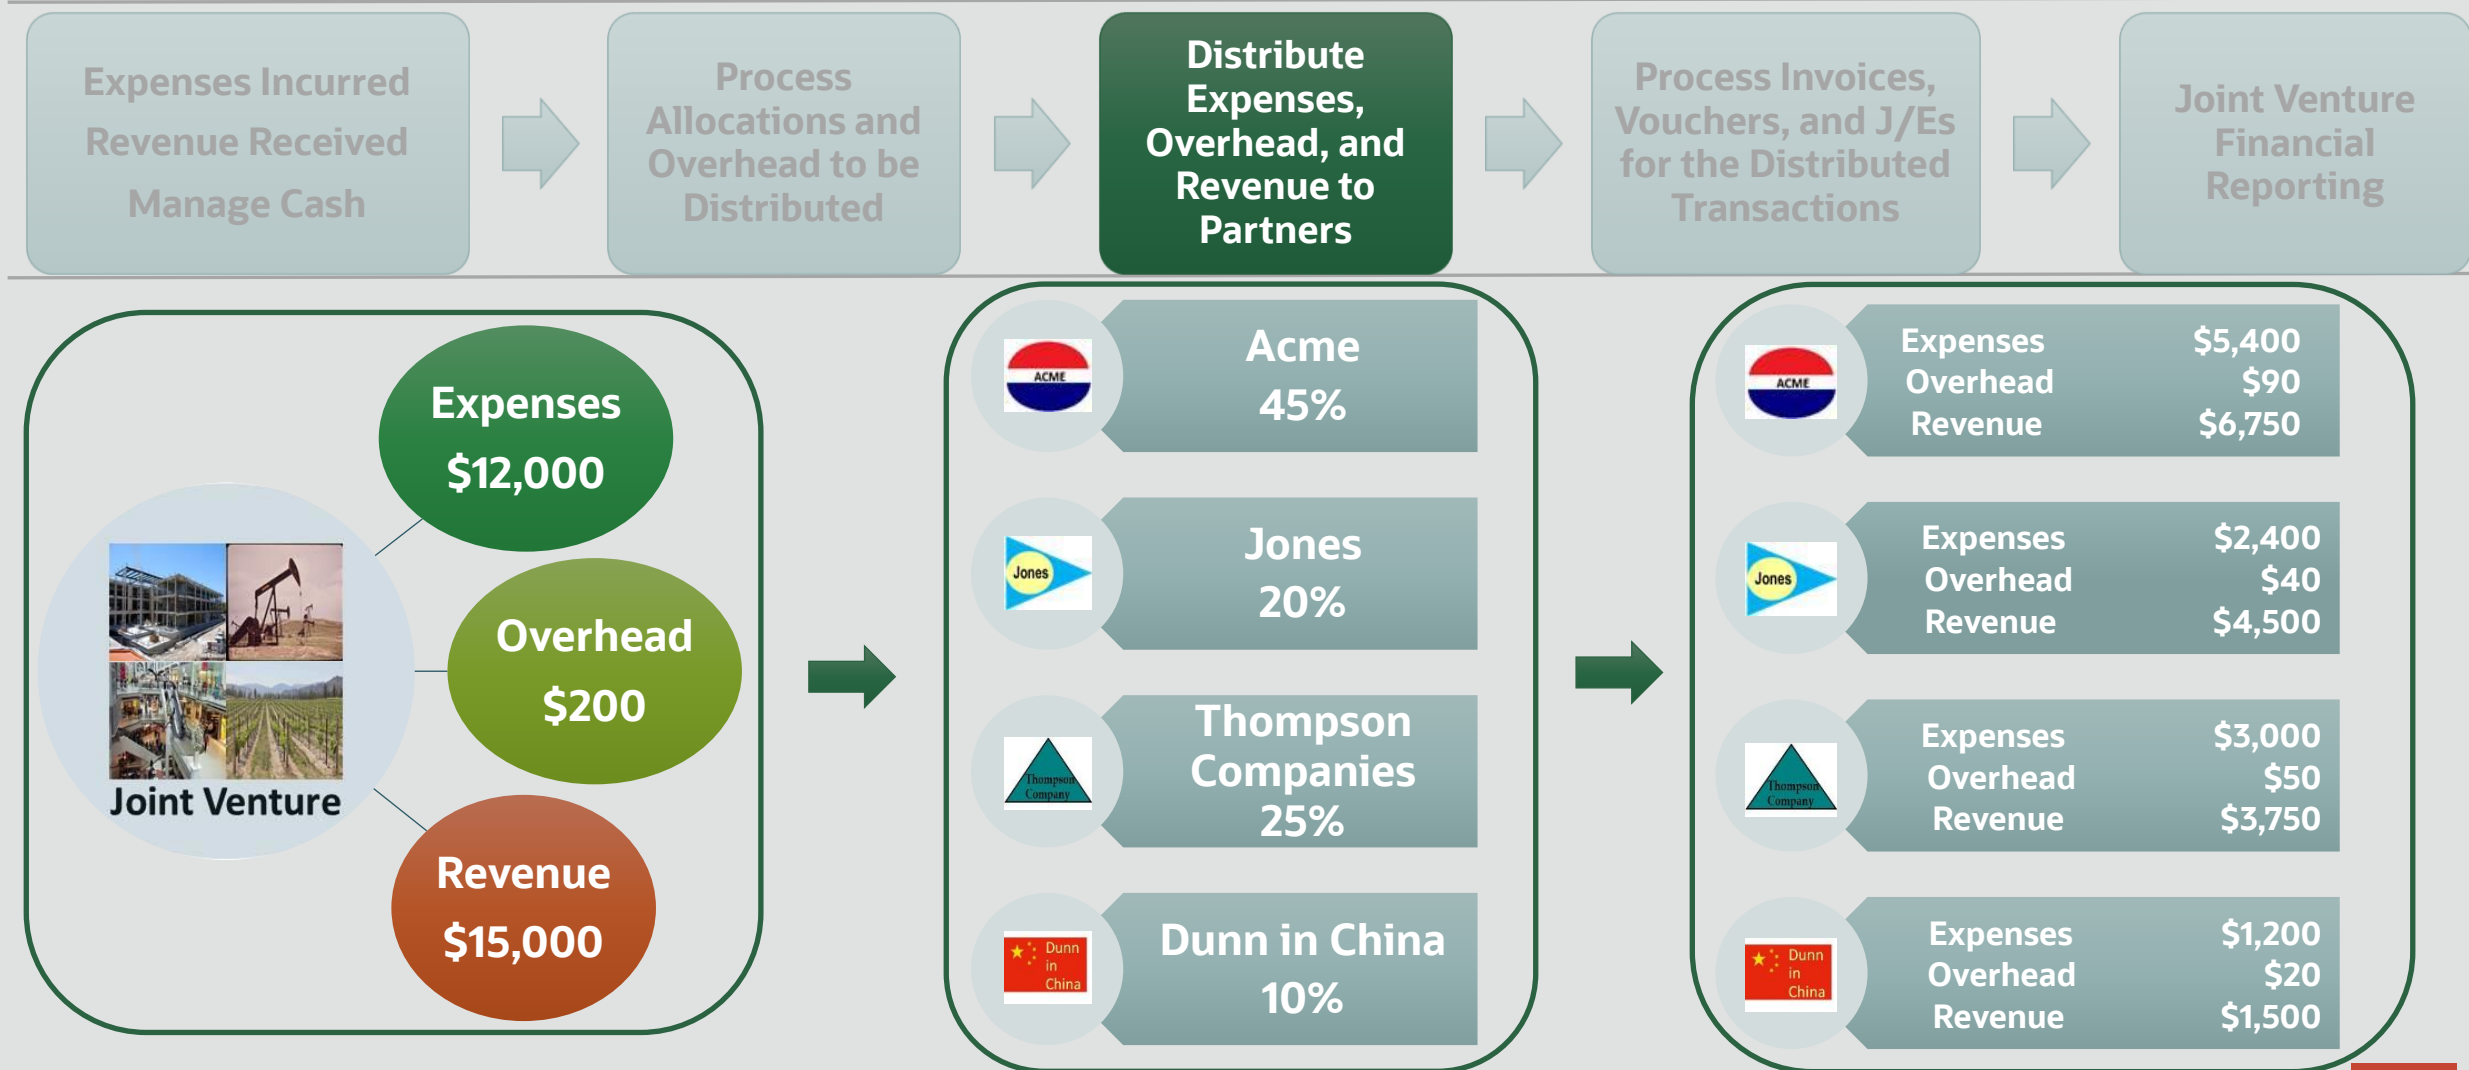 Expenses Incurred
Revenue Received
Manage Cash
Process
Allocations and
Overhead to be
Distributed
Distribute
Expenses,
Overhead, and
Revenue to
Partners
Process Invoices,
Vouchers, and J/Es
for the Distributed
Transactions
Joint Venture
Financial
Reporting
Joint Venture
Expenses
$12,000
Overhead
$200
Revenue
$15,000
ACME
Acme
45%
Jones
Jones
20%
Thompson
Company
Thompson
Companies
25%
Dunn
in
China
Dunn in China
10%
ACME
Expenses $5,400
Overhead $90
Revenue $6,750
Jones
Expenses $2,400
Overhead $40
Revenue $4,500
Thompson
Company
Expenses $3,000
Overhead $50
Revenue $3,750
Dunn
in
China
Expenses $1,200
Overhead $20
Revenue $1,500